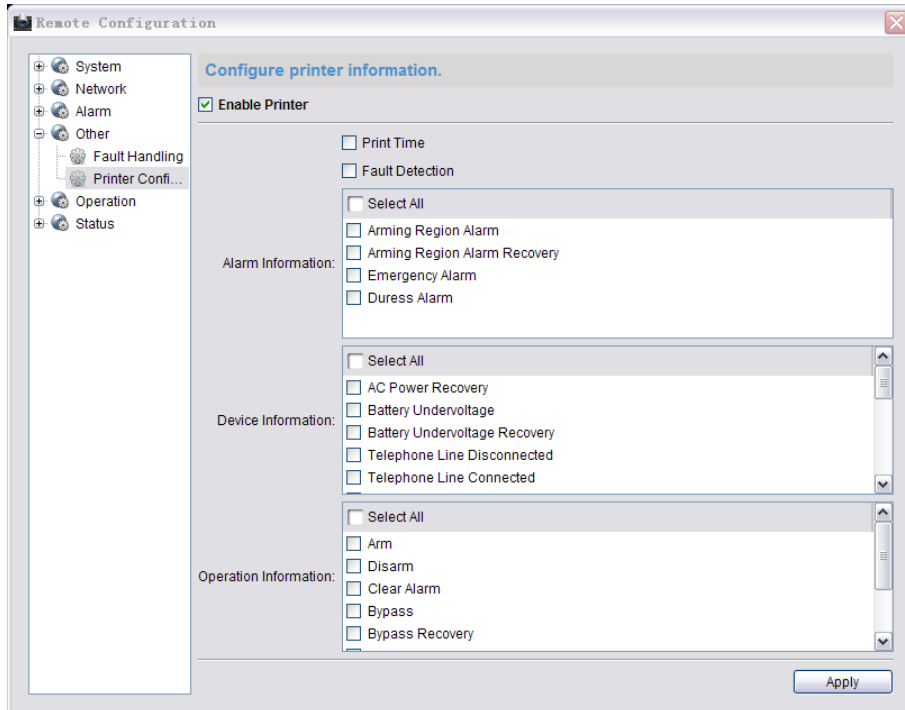 Remote Configuration
System
Network
Alarm
Other
Fault Handling
Printer Confi...
Operation
Status
Configure printer information.
Enable Printer
Print Time
Fault Detection
Alarm Information:
Select All
Arming Region Alarm
Arming Region Alarm Recovery
Emergency Alarm
Duress Alarm
Device Information:
Select All
AC Power Recovery
Battery Undervoltage
Battery Undervoltage Recovery
Telephone Line Disconnected
Telephone Line Connected
Operation Information:
Select All
Arm
Disarm
Clear Alarm
Bypass
Bypass Recovery
Apply